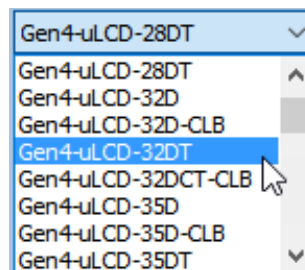 Gen4-uLCD-28DT
Gen4-uLCD-28DT
Gen4-uLCD-32D
Gen4-uLCD-32D-CLB
Gen4-uLCD-32DT
Gen4-uLCD-32DCT-CLB
Gen4-uLCD-35D
Gen4-uLCD-35D-CLB
Gen4-uLCD-35DT